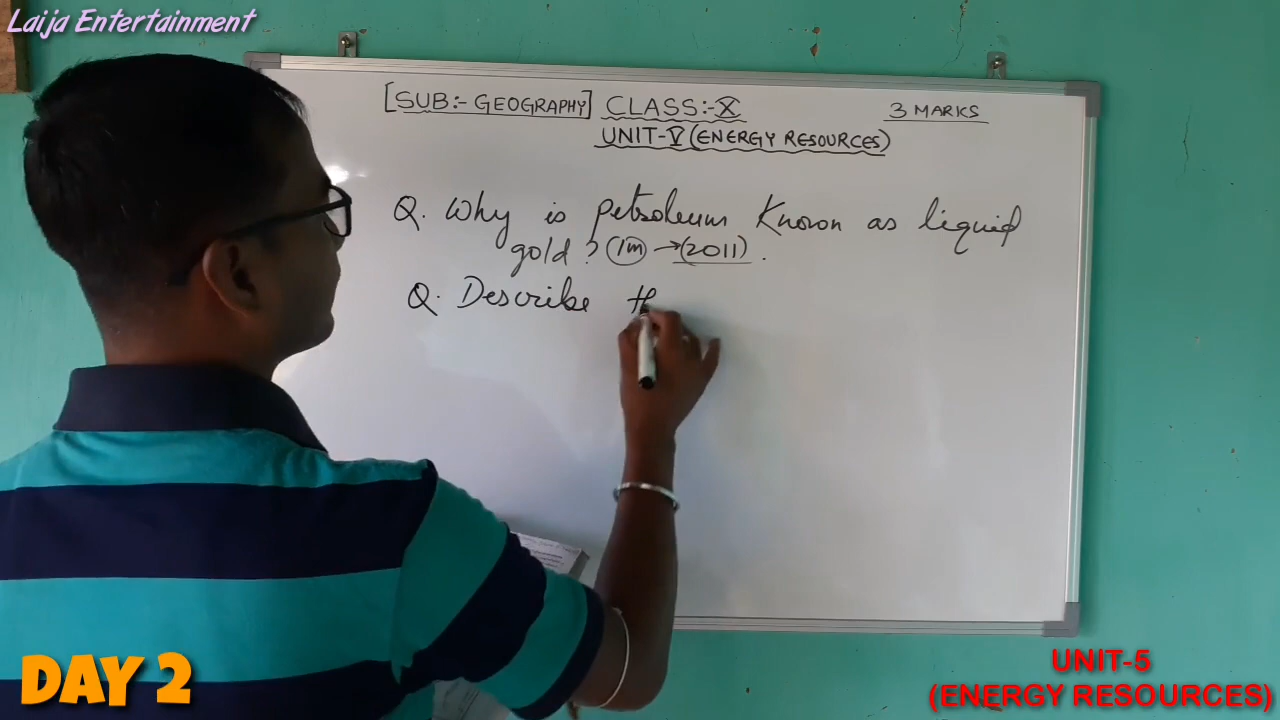 Laija Entertainment
[SUB:- GEOGRAPHY] CLASS:- X
3 MARKS
UNIT-V (ENERGY RESOURCES)
Q. Why is petroleum Known as liquid
gold? (1m) → (2011).
Q. Describe
DAY 2
UNIT-5
(ENERGY RESOURCES)